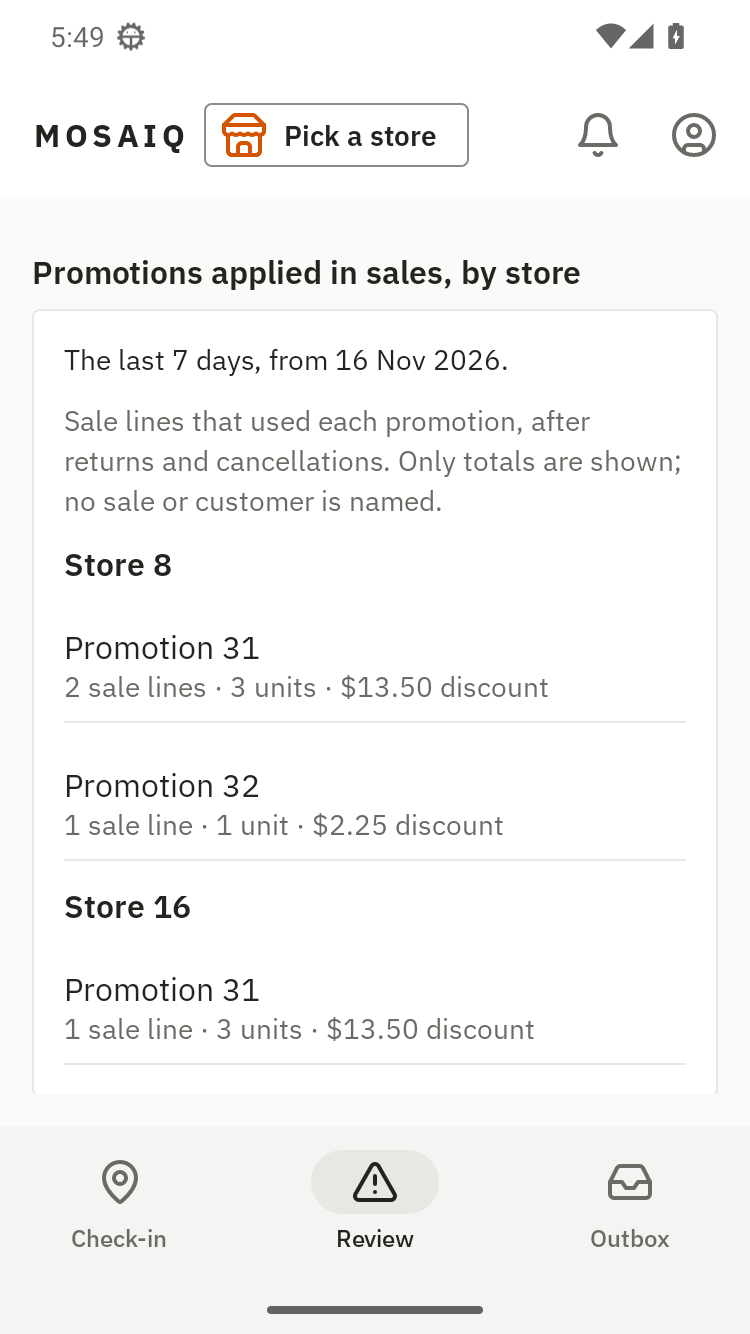 5:49
MOSAIQ
Pick a store
Promotions applied in sales, by store
The last 7 days, from 16 Nov 2026.
Sale lines that used each promotion, after
returns and cancellations. Only totals are shown;
no sale or customer is named.
Store 8
Promotion 31
2 sale lines · 3 units · $13.50 discount
Promotion 32
1 sale line · 1 unit · $2.25 discount
Store 16
Promotion 31
1 sale line · 3 units · $13.50 discount
Check-in
Review
Outbox